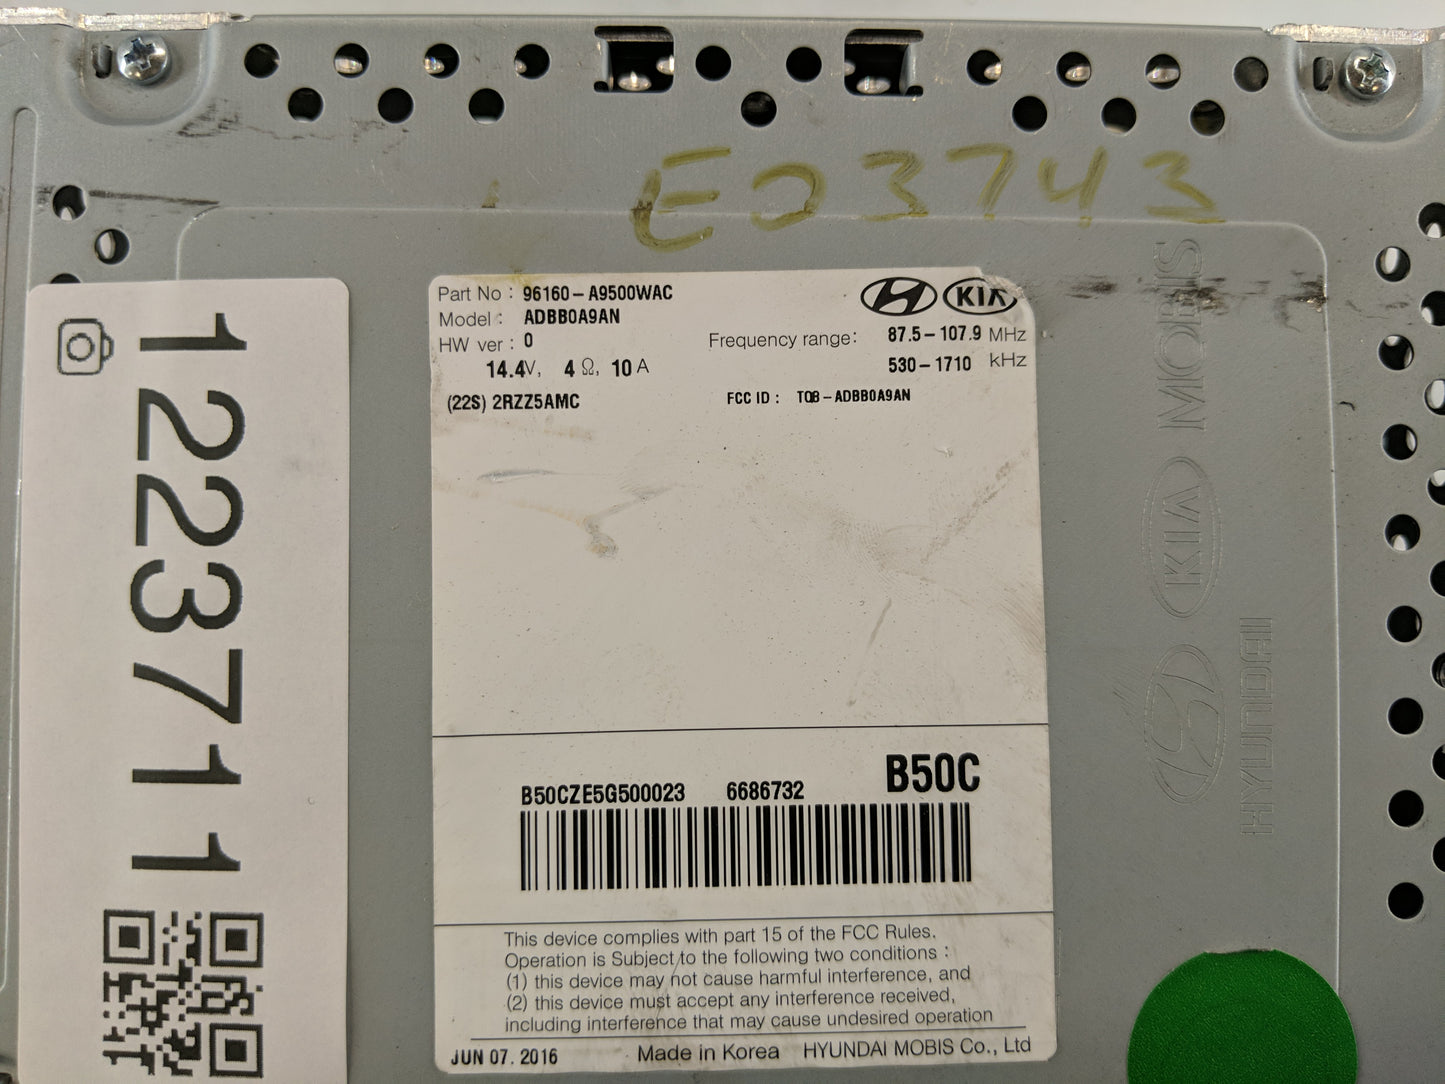 E03743
Part No : 96160-A9500WAC
Model : ADBB0A9AN
HW ver : 0
14.4V, 4 Ω, 10 A
(22S) 2RZZ5AMC
KIA
Frequency range: 87.5-107.9 MHz
530-1710 kHz
FCC ID : TQ8-ADBB0A9AN
B50C
B50CZE5G500023 6686732
This device complies with part 15 of the FCC Rules.
Operation is Subject to the following two conditions :
(1) this device may not cause harmful interference, and
(2) this device must accept any interference received,
including interference that may cause undesired operation
JUN 07. 2016 Made in Korea HYUNDAI MOBIS Co., Ltd
1223711
HYUNDAI
KIA
MOBIS